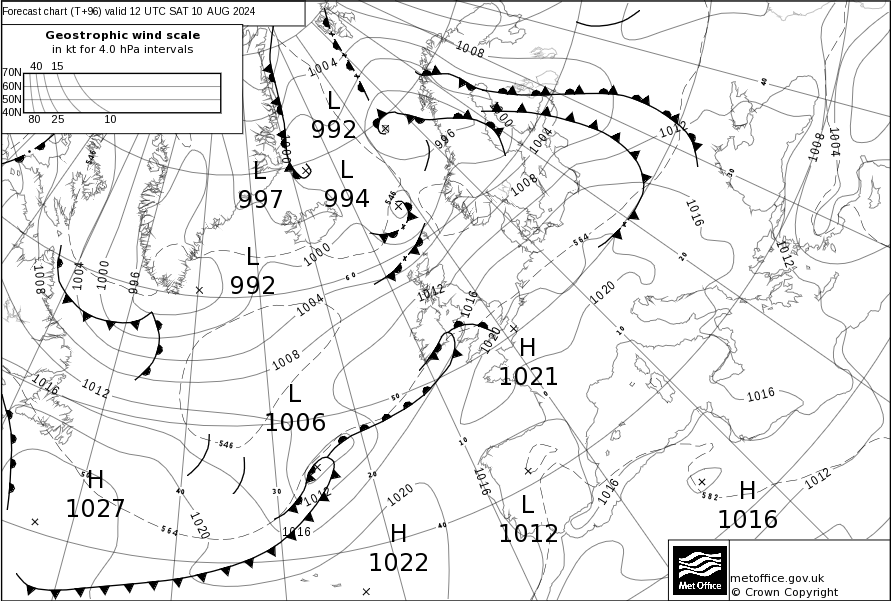 Forecast chart (T+96) valid 12 UTC SAT 10 AUG 2024
Geostrophic wind scale
in kt for 4.0 hPa intervals
40 15
70N
60N
50N
40N
80 25 10
1008
1004
L
992
1000
996
1004
1012
1008
1004
546
1000
L
997
L
994
546
1008
1016
1012
564
L
992
1000
1008
1004
1000
996
60
1012
1016
1004
1020
1020
40
30
20
10
H
1021
1008
1016
1012
L
1006
50
0
1016
546
10
H
1027
40
30
20
1012
1020
1016
1016
L
1012
582
H
1016
1012
564
1020
1016
40
H
1022
Met Office
metoffice.gov.uk
© Crown Copyright